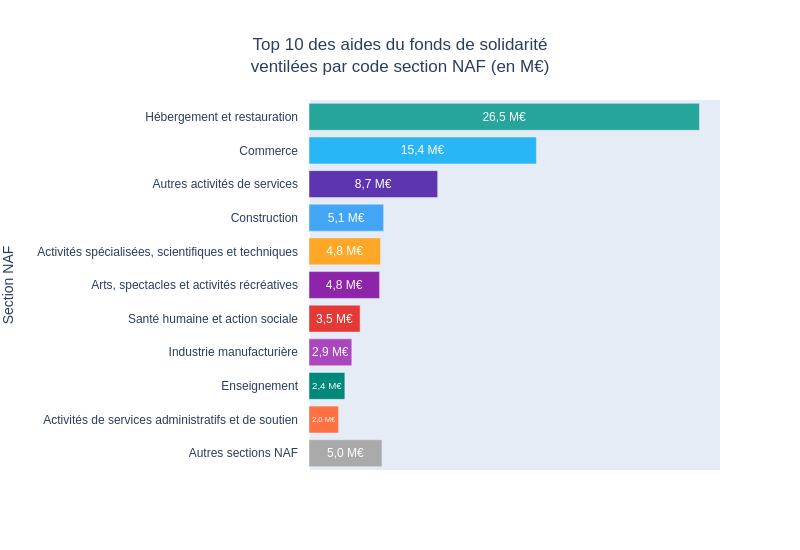 Top 10 des aides du fonds de solidarité
ventilées par code section NAF (en M€)
Section NAF
Hébergement et restauration 26,5 M€
Commerce 15,4 M€
Autres activités de services 8,7 M€
Construction 5,1 M€
Activités spécialisées, scientifiques et techniques 4,8 M€
Arts, spectacles et activités récréatives 4,8 M€
Santé humaine et action sociale 3,5 M€
Industrie manufacturière 2,9 M€
Enseignement 2,4 M€
Activités de services administratifs et de soutien 2,0 M€
Autres sections NAF 5,0 M€